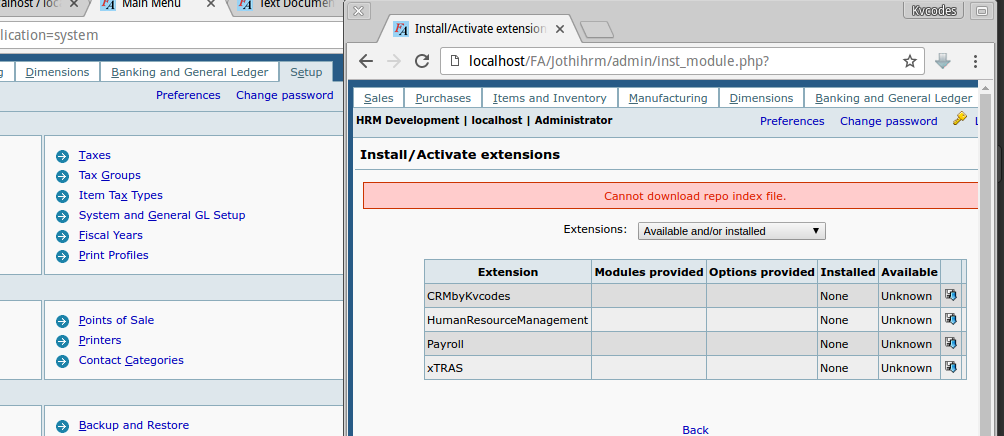 calhost / loca
Main Menu
Text Documen
lication=system
g
Dimensions
Banking and General Ledger
Setup
Preferences
Change password
Taxes
Tax Groups
Item Tax Types
System and General GL Setup
Fiscal Years
Print Profiles
Points of Sale
Printers
Contact Categories
Backup and Restore
Kvcodes
FA Install/Activate extension
localhost/FA/Jothihrm/admin/inst_module.php?
Sales
Purchases
Items and Inventory
Manufacturing
Dimensions
Banking and General Ledger
HRM Development | localhost | Administrator
Preferences
Change password
L
Install/Activate extensions
Cannot download repo index file.
Extensions: Available and/or installed
Extension Modules provided Options provided Installed Available
CRMbyKvcodes None Unknown
HumanResourceManagement None Unknown
Payroll None Unknown
xTRAS None Unknown
Back